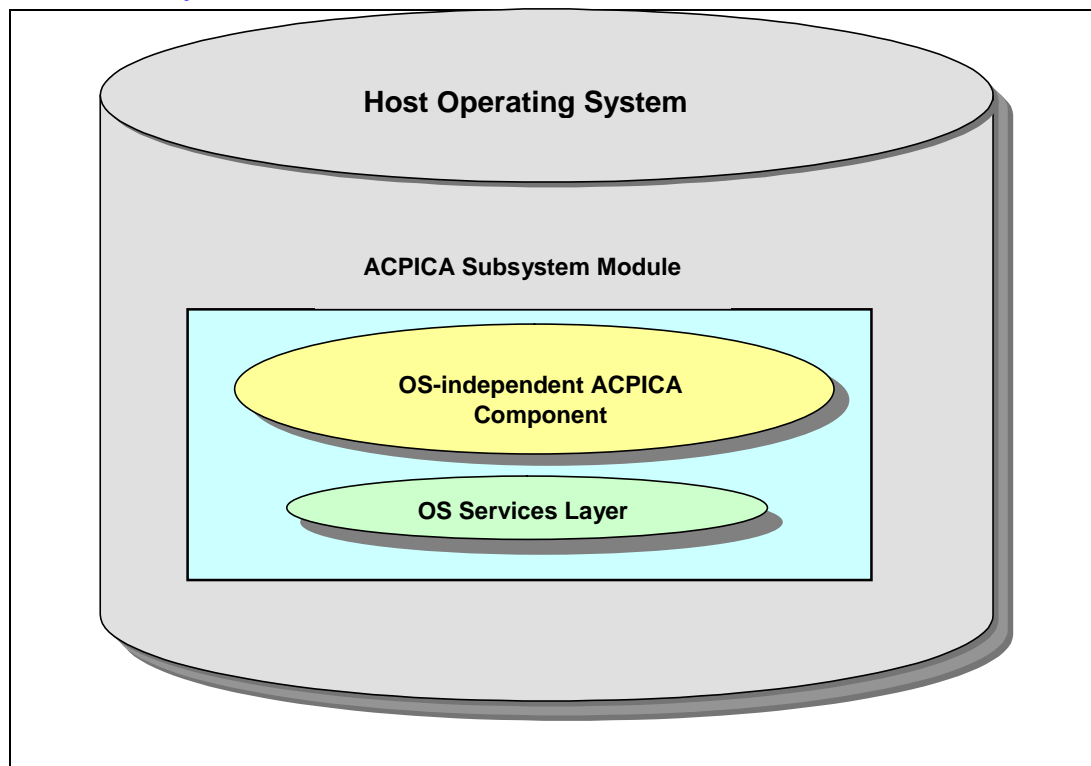 Host Operating System
ACPICA Subsystem Module
OS-independent ACPICA
Component
OS Services Layer